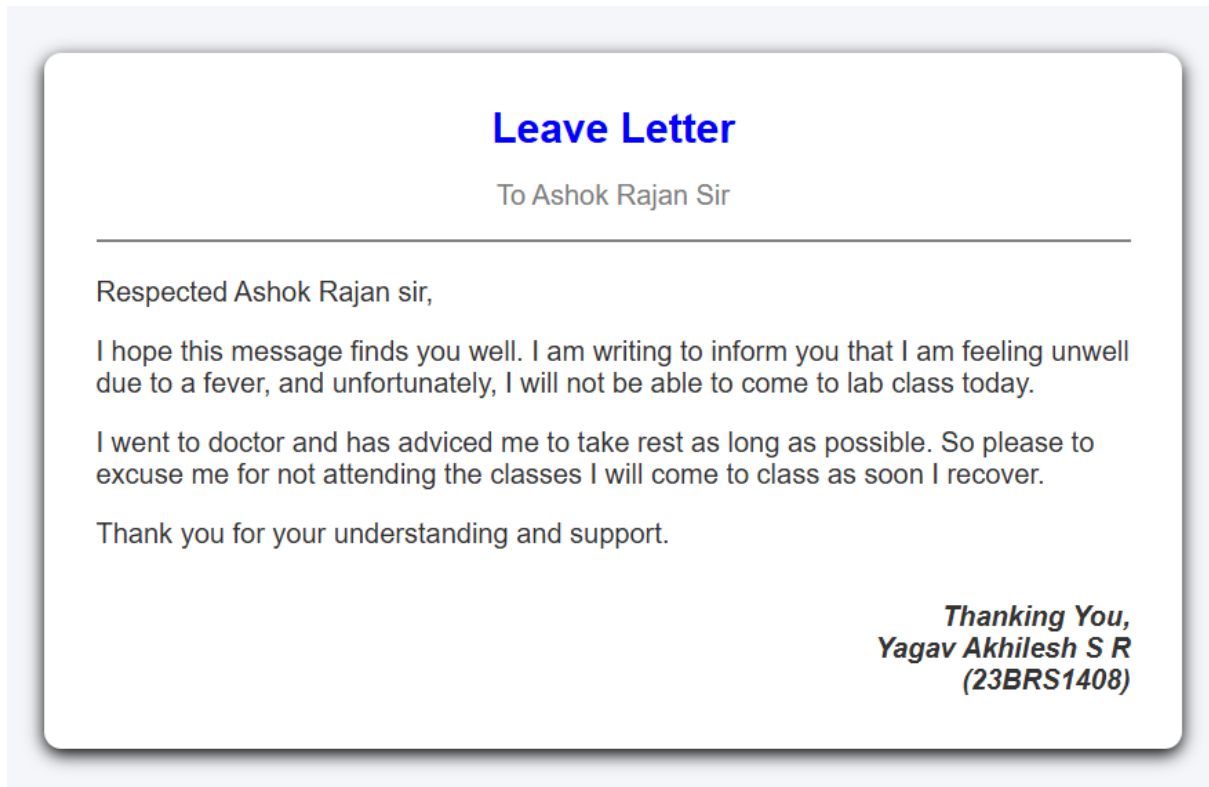 Leave Letter
To Ashok Rajan Sir
Respected Ashok Rajan sir,
I hope this message finds you well. I am writing to inform you that I am feeling unwell
due to a fever, and unfortunately, I will not be able to come to lab class today.
I went to doctor and has adviced me to take rest as long as possible. So please to
excuse me for not attending the classes I will come to class as soon I recover.
Thank you for your understanding and support.
Thanking You,
Yagav Akhilesh S R
(23BRS1408)